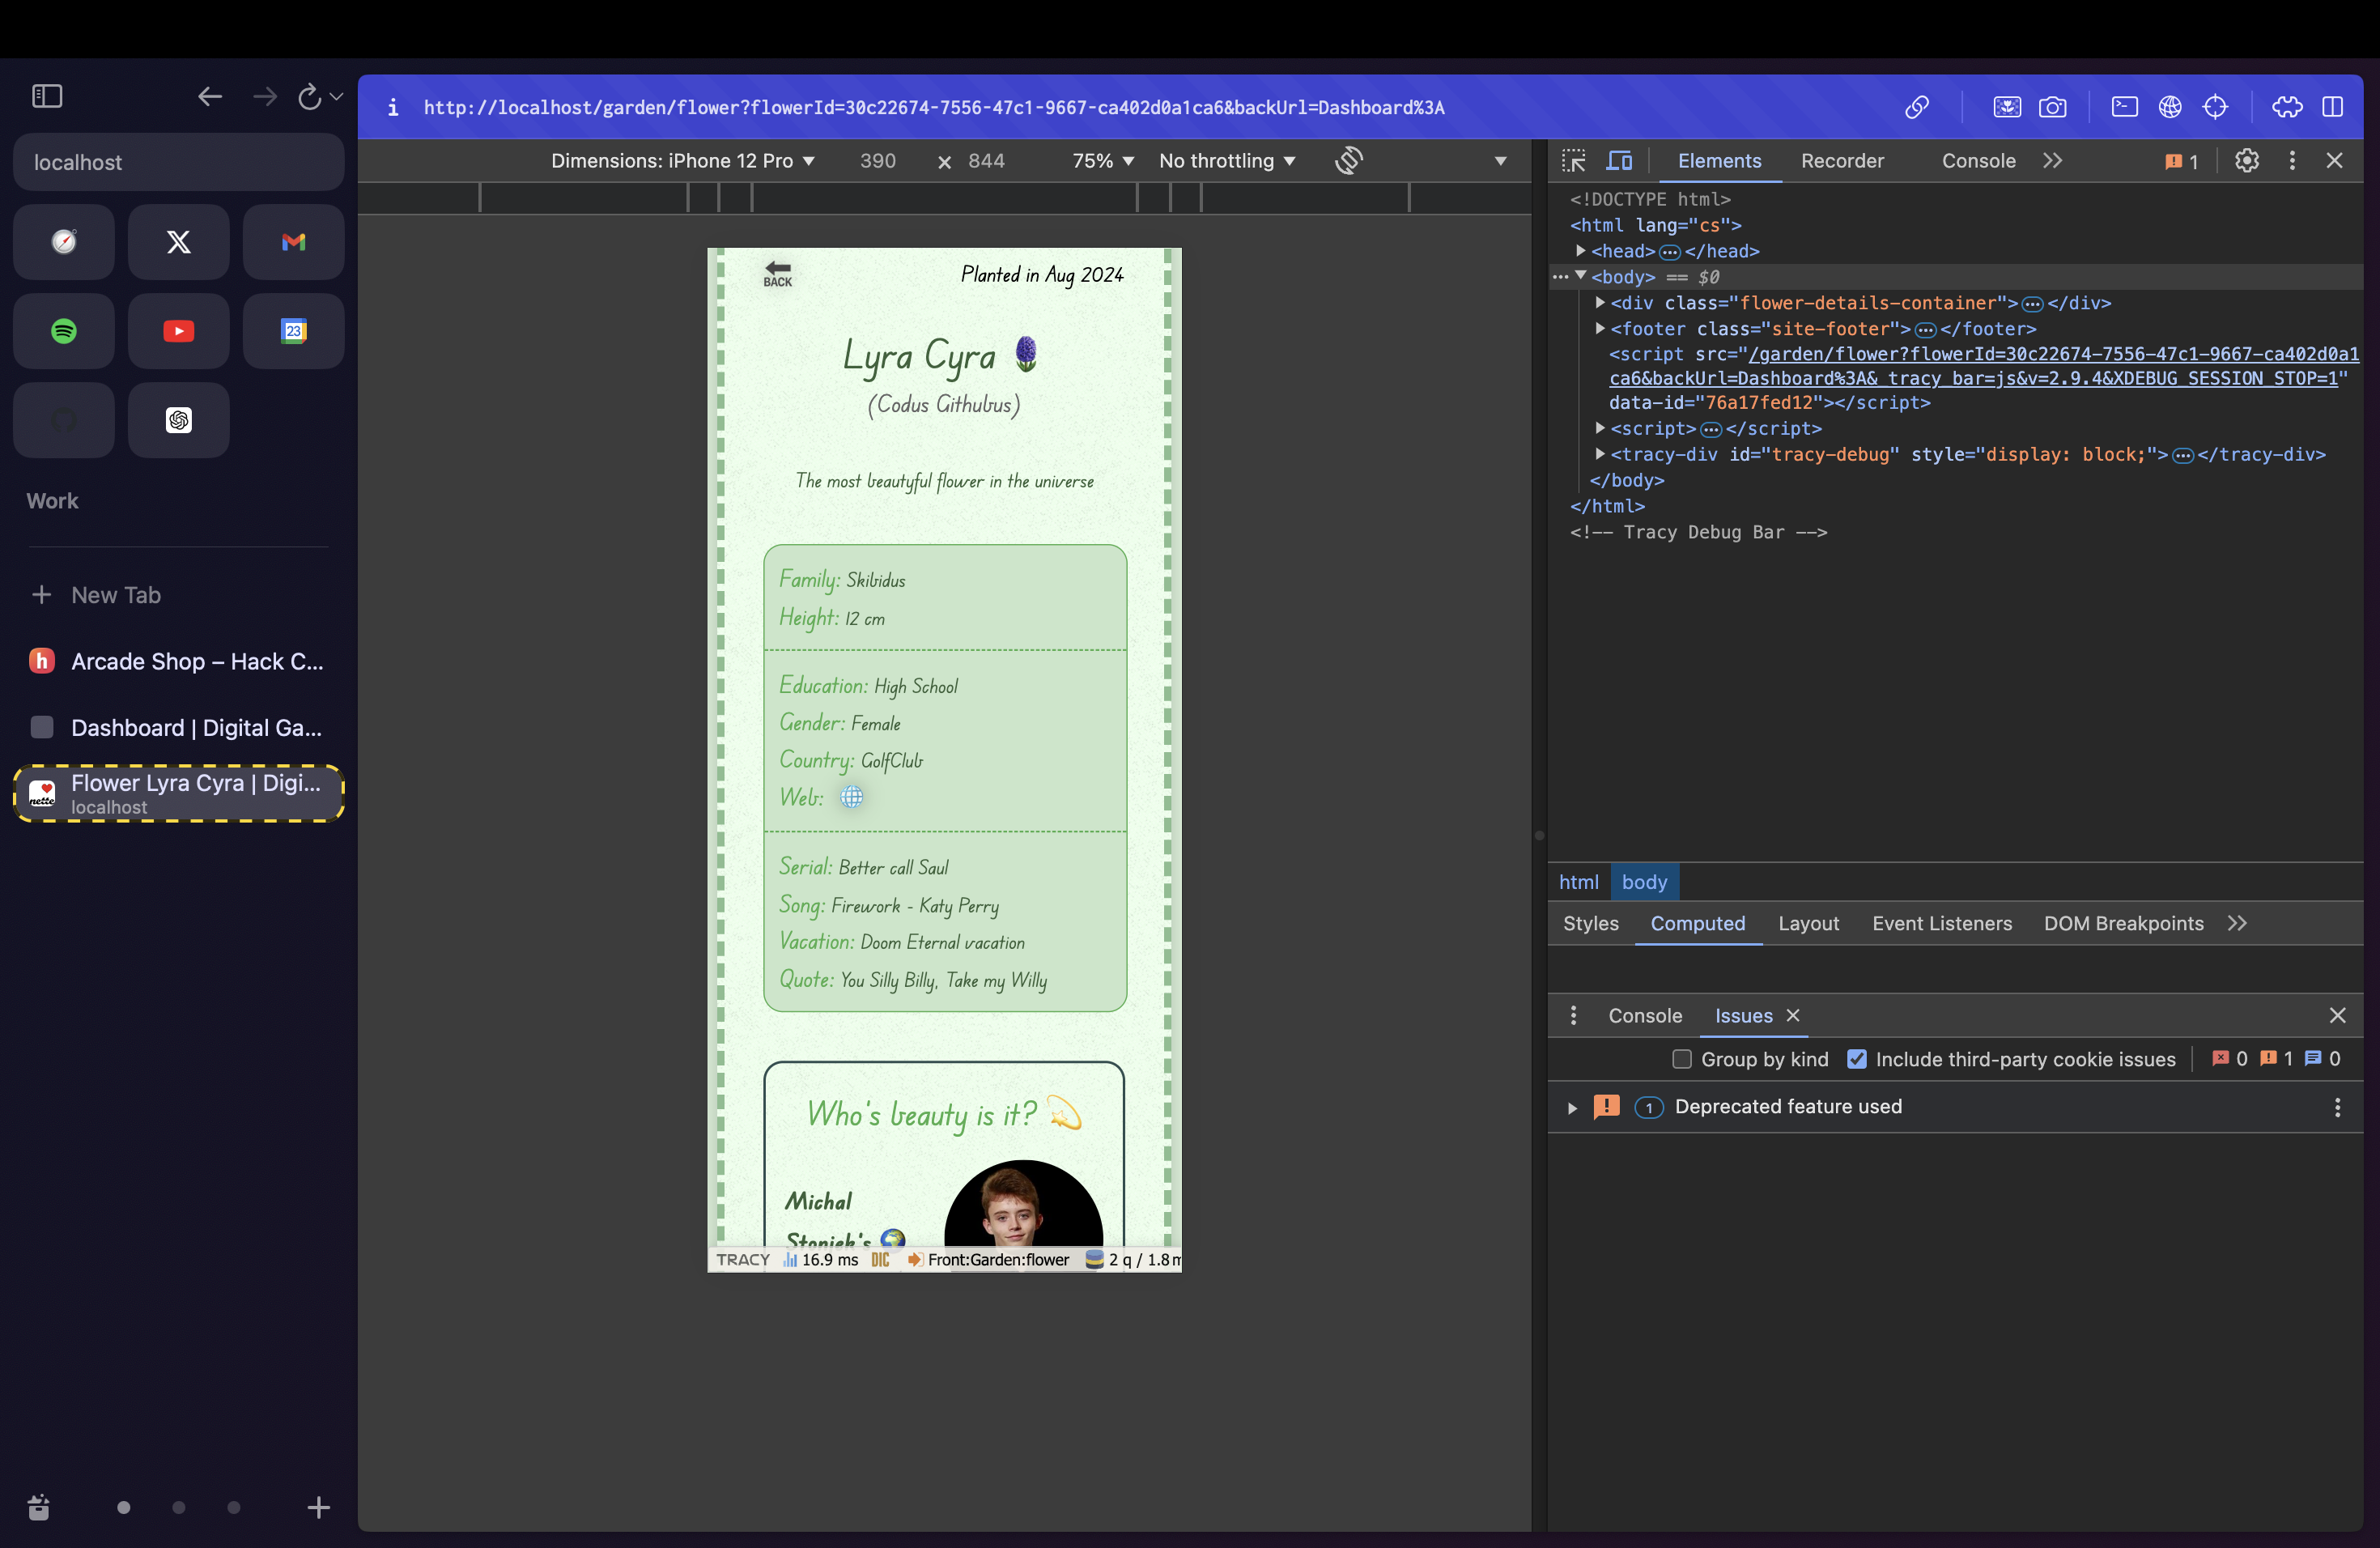 http://localhost/garden/flower?flowerId=30c22674-7556-47c1-9667-ca402d0a1ca6&backUrl=Dashboard%3A
localhost
23
Work
New Tab
Arcade Shop – Hack C...
Dashboard | Digital Ga...
Flower Lyra Cyra | Digi...
localhost
Dimensions: iPhone 12 Pro 390 × 844 75% No throttling
BACK
Planted in Aug 2024
Lyra Cyra
(Codus Githubus)
The most beautyful flower in the universe
Family: Skibidus
Height: 12 cm
Education: High School
Gender: Female
Country: GolfClub
Web:
Serial: Better call Saul
Song: Firework - Katy Perry
Vacation: Doom Eternal vacation
Quote: You Silly Billy, Take my Willy
Who's beauty is it?
Michal
Stoniek's
TRACY 16.9 ms DIC Front:Garden:flower 2 q / 1.8 m
Elements Recorder Console 1
<!DOCTYPE html>
<html lang="cs">
<head>…</head>
<body> == $0
<div class="flower-details-container">…</div>
<footer class="site-footer">…</footer>
<script src="/garden/flower?flowerId=30c22674-7556-47c1-9667-ca402d0a1
ca6&backUrl=Dashboard%3A&_tracy_bar=js&v=2.9.4&XDEBUG_SESSION_STOP=1"
data-id="76a17fed12"></script>
<script>…</script>
<tracy-div id="tracy-debug" style="display: block;">…</tracy-div>
</body>
</html>
<!-- Tracy Debug Bar -->
html body
Styles Computed Layout Event Listeners DOM Breakpoints
Console Issues
Group by kind Include third-party cookie issues 0 1 0
1 Deprecated feature used